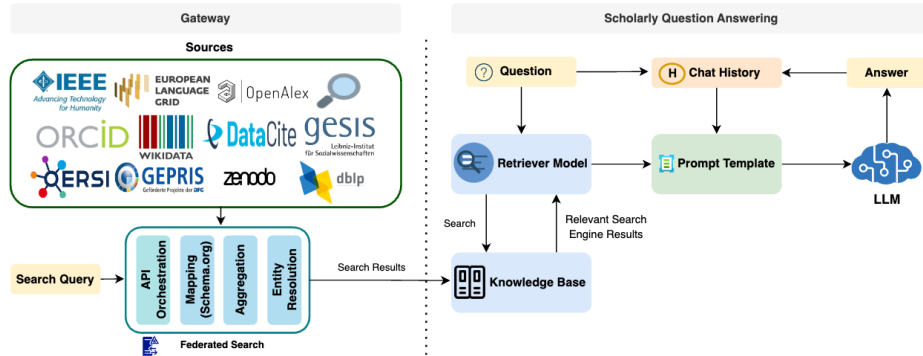 Gateway
Scholarly Question Answering
Sources
IEEE
Advancing Technology
for Humanity
EUROPEAN
LANGUAGE
GRID
OpenAlex
ORCiD
WIKIDATA
DataCite
gesis
Leibniz-Institut
für Sozialwissenschaften
ERSI
GEPRIS
Geförderte Projekte der DFG
zenodo
dblp
Search Query
API
Orchestration
Mapping
(Schema.org)
Aggregation
Entity
Resolution
Federated Search
Search Results
?
Question
H
Chat History
Answer
Retriever Model
Prompt Template
LLM
Search
Relevant Search
Engine Results
Knowledge Base